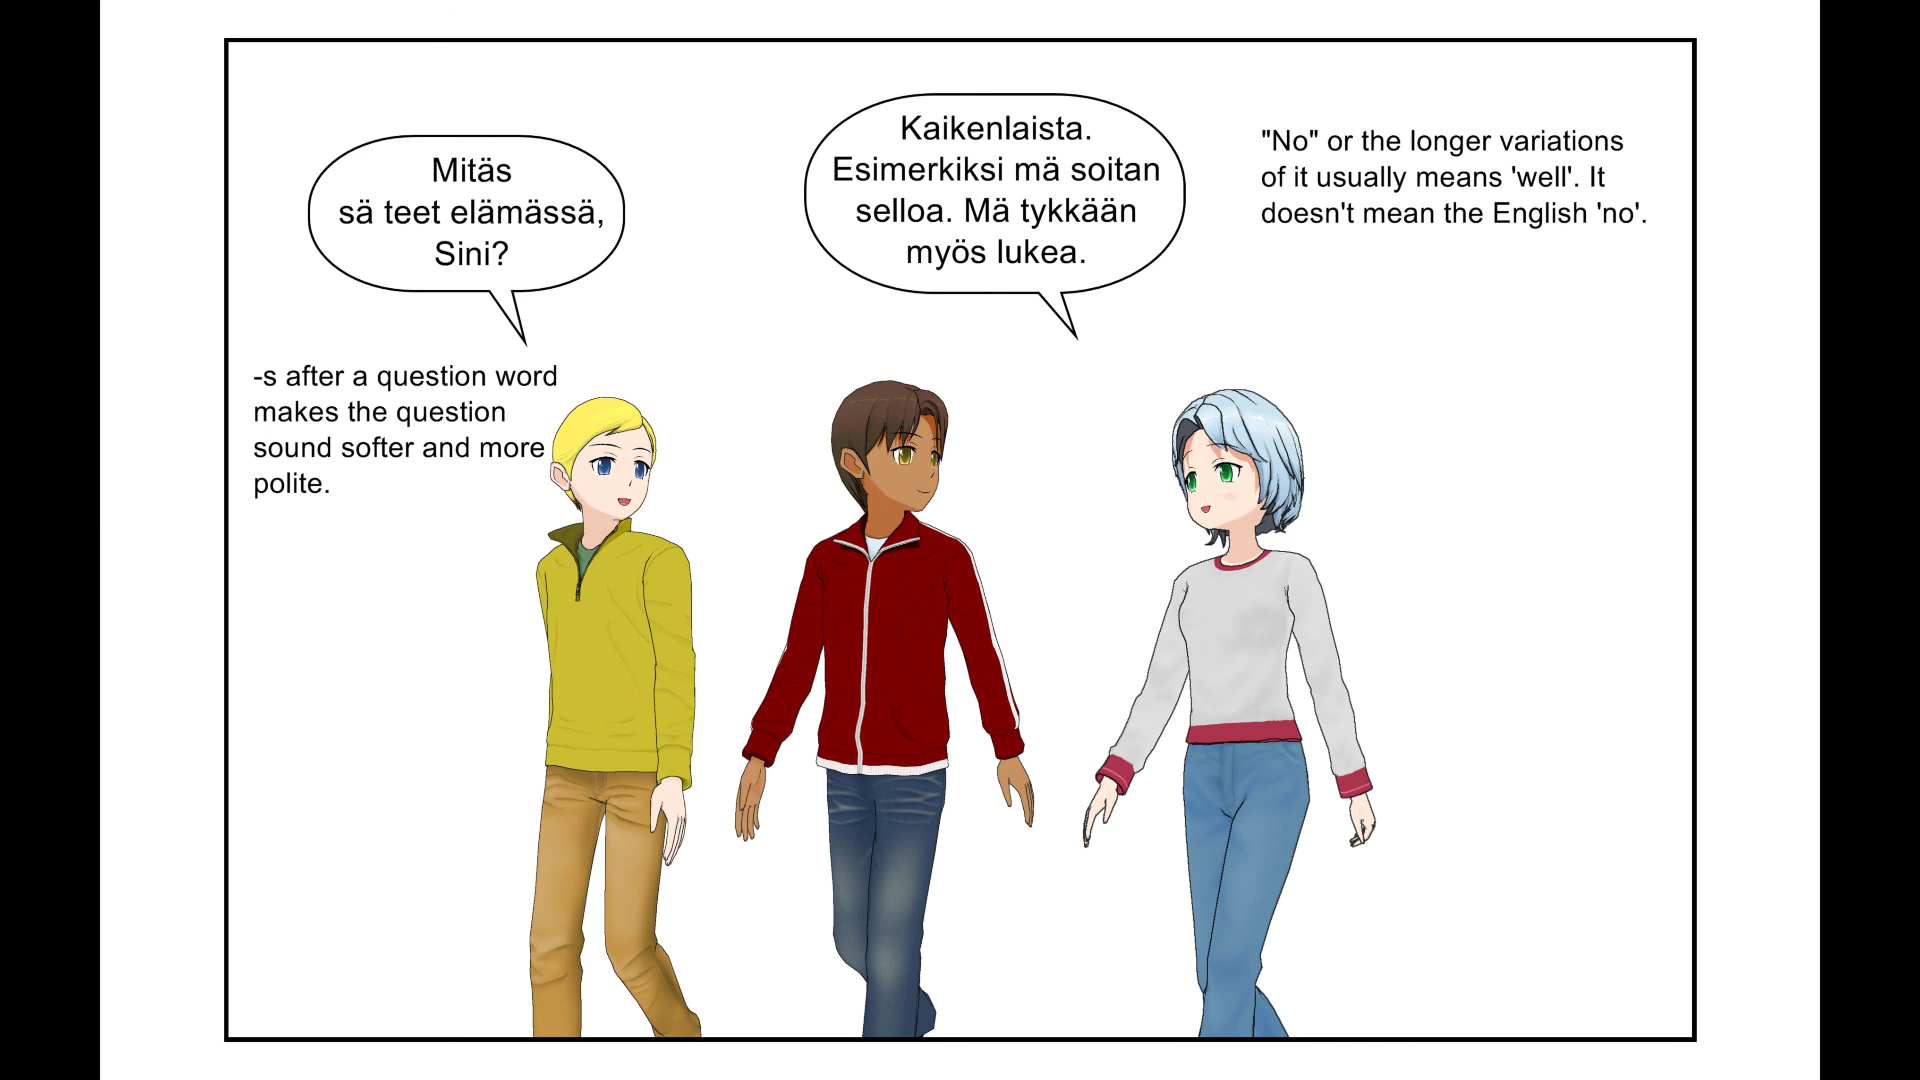 Mitäs
sä teet elämässä,
Sini?
-s after a question word
makes the question
sound softer and more
polite.
Kaikenlaista.
Esimerkiksi mä soitan
selloa. Mä tykkään
myös lukea.
"No" or the longer variations
of it usually means 'well'. It
doesn't mean the English 'no'.